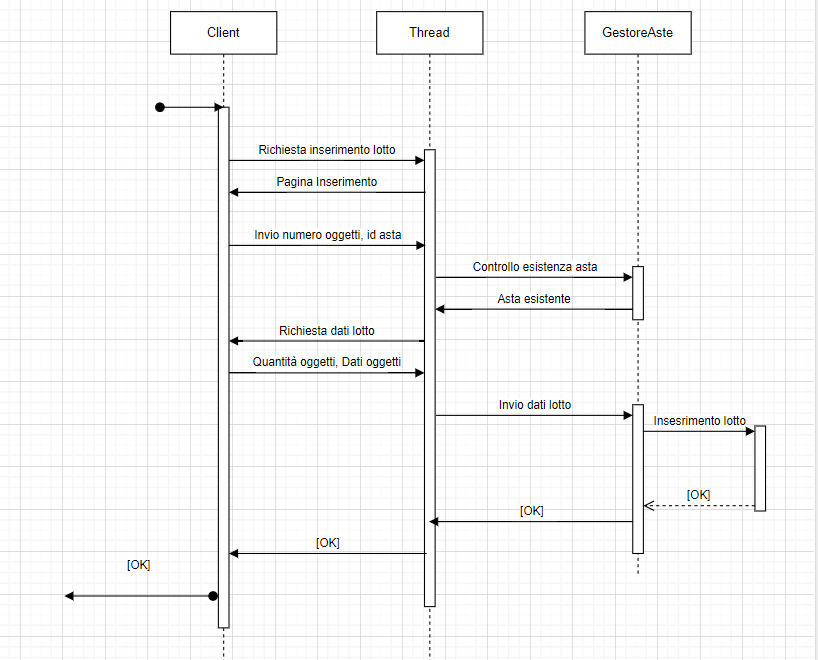 Client
Thread
GestoreAste
Richiesta inserimento lotto
Pagina Inserimento
Invio numero oggetti, id asta
Controllo esistenza asta
Asta esistente
Richiesta dati lotto
Quantità oggetti, Dati oggetti
Invio dati lotto
Insesrimento lotto
[OK]
[OK]
[OK]
[OK]